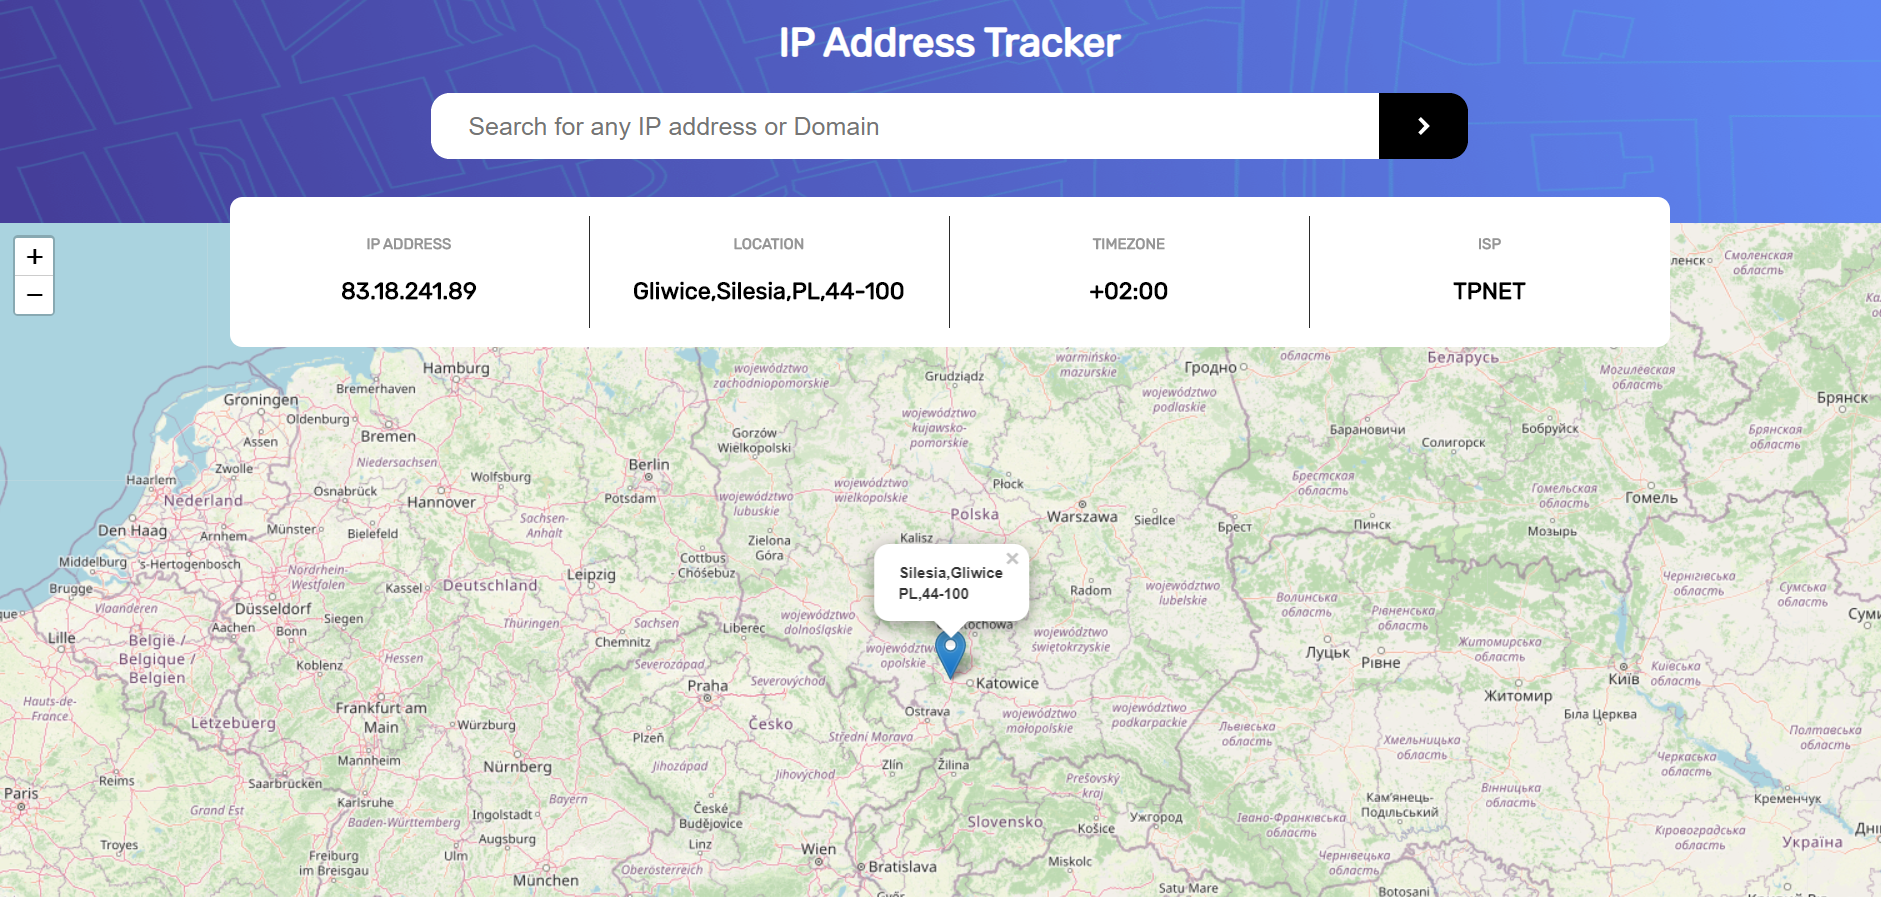 IP Address Tracker
Search for any IP address or Domain
IP ADDRESS
83.18.241.89
LOCATION
Gliwice,Silesia,PL,44-100
TIMEZONE
+02:00
ISP
TPNET
+
−
Смоленская
область
Hamburg
Bremerhaven
Groningen
Oldenburg
Bremen
Assen
Zwolle
Niedersachsen
Wolfsburg
Haarlem
Nederland
Osnabrück
Hannover
Den Haag
Arnhem
Münster
Bielefeld
Sachsen-
Anhalt
Middelburg
's-Hertogenbosch
Brugge
Nordrhein-
Westfalen
Kassel
Deutschland
Leipzig
Vlaanderen
Düsseldorf
Lille
België /
Belgique /
Belgien
Aachen
Bonn
Siegen
Thüringen
Sachsen
Chemnitz
Koblenz
Hessen
Hauts-de-
France
Lëtzebuerg
Frankfurt am
Main
Würzburg
Mannheim
Nürnberg
Reims
Saarbrücken
Paris
Karlsruhe
Bayern
Grand Est
Baden-Württemberg
Ingolstadt
Troyes
Augsburg
Freiburg
im Breisgau
Ulm
München
województwo
zachodniopomorskie
Grudziądz
warmińsko-
mazurskie
Гродно
область
Беларусь
Могилёвская
область
Брянск
województwo
podlaskie
województwo
kujawsko-
pomorskie
Gorzów
Wielkopolski
Барановичи
Солигорск
Бобруйск
Брянская
область
Berlin
Potsdam
województwo
lubuskie
województwo
wielkopolskie
Płock
Брестская
область
Гомельская
область
Гомель
Polska
Warszawa
Siedlce
Брест
Пинск
Мозырь
Zielona
Góra
Kalisz
Cottbus
- Chóśebuz
Silesia,Gliwice
PL,44-100
×
Radom
województwo
lubelskie
Волинська
область
Рівненська
область
Чернігівська
область
Сумська
область
Суми
Liberec
województwo
dolnośląskie
województwo
opolskie
województwo
świętokrzyskie
Луцьк
Рівне
Житомирська
область
Severozápad
Severovýchod
Praha
Katowice
Київ
Київська
область
Житомир
Біла Церква
Česko
Ostrava
województwo
małopolskie
województwo
podkarpackie
Львівська
область
Хмельницька
область
Полтавська
область
Plzeň
Střední Morava
Jihozápad
Jihovýchod
Zlín
Žilina
Prešovský
kraj
Черкаська
область
Вінницька
область
Кременчук
České
Budějovice
Slovensko
Košice
Ужгород
Кам'янець-
Подільський
Івано-Франківська
область
Кіровоградська
область
Україна
Linz
Wien
Bratislava
Miskolc
Чернівецька
область
Oberösterreich
Satu Mare
Botoșani